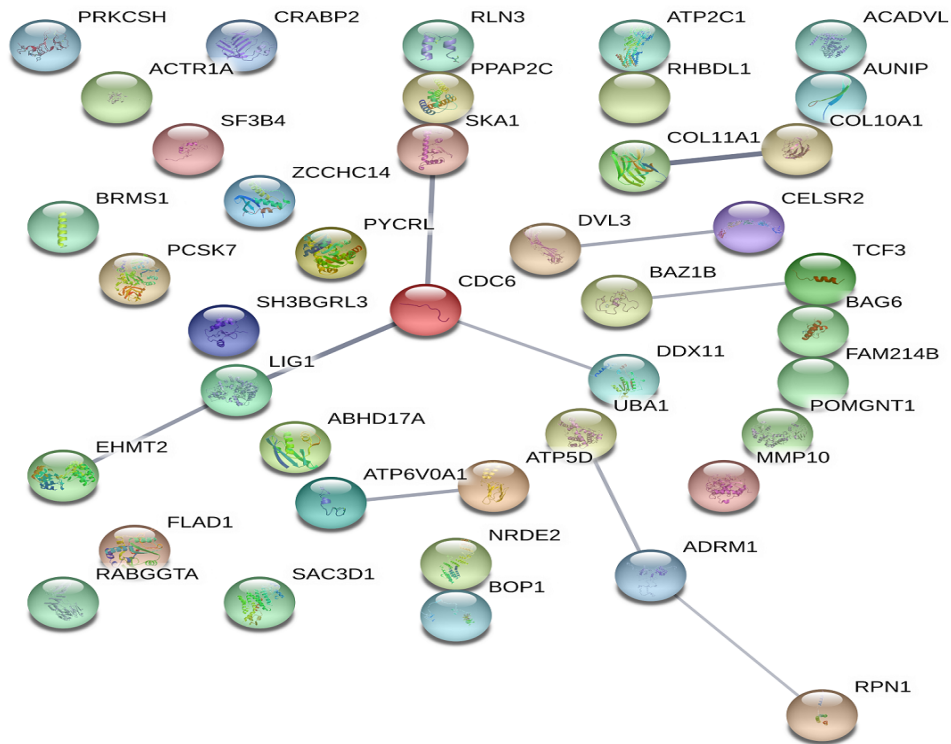 PRKCSH
CRABP2
RLN3
ATP2C1
ACADVL
ACTR1A
PPAP2C
RHBDL1
AUNIP
SF3B4
SKA1
COL11A1
COL10A1
ZCCHC14
BRMS1
PYCRL
DVL3
CELSR2
PCSK7
CDC6
BAZ1B
TCF3
SH3BGRL3
BAG6
LIG1
DDX11
FAM214B
UBA1
POMGNT1
ABHD17A
EHMT2
ATP6V0A1
ATP5D
MMP10
FLAD1
NRDE2
ADRM1
RABGGTA
SAC3D1
BOP1
RPN1